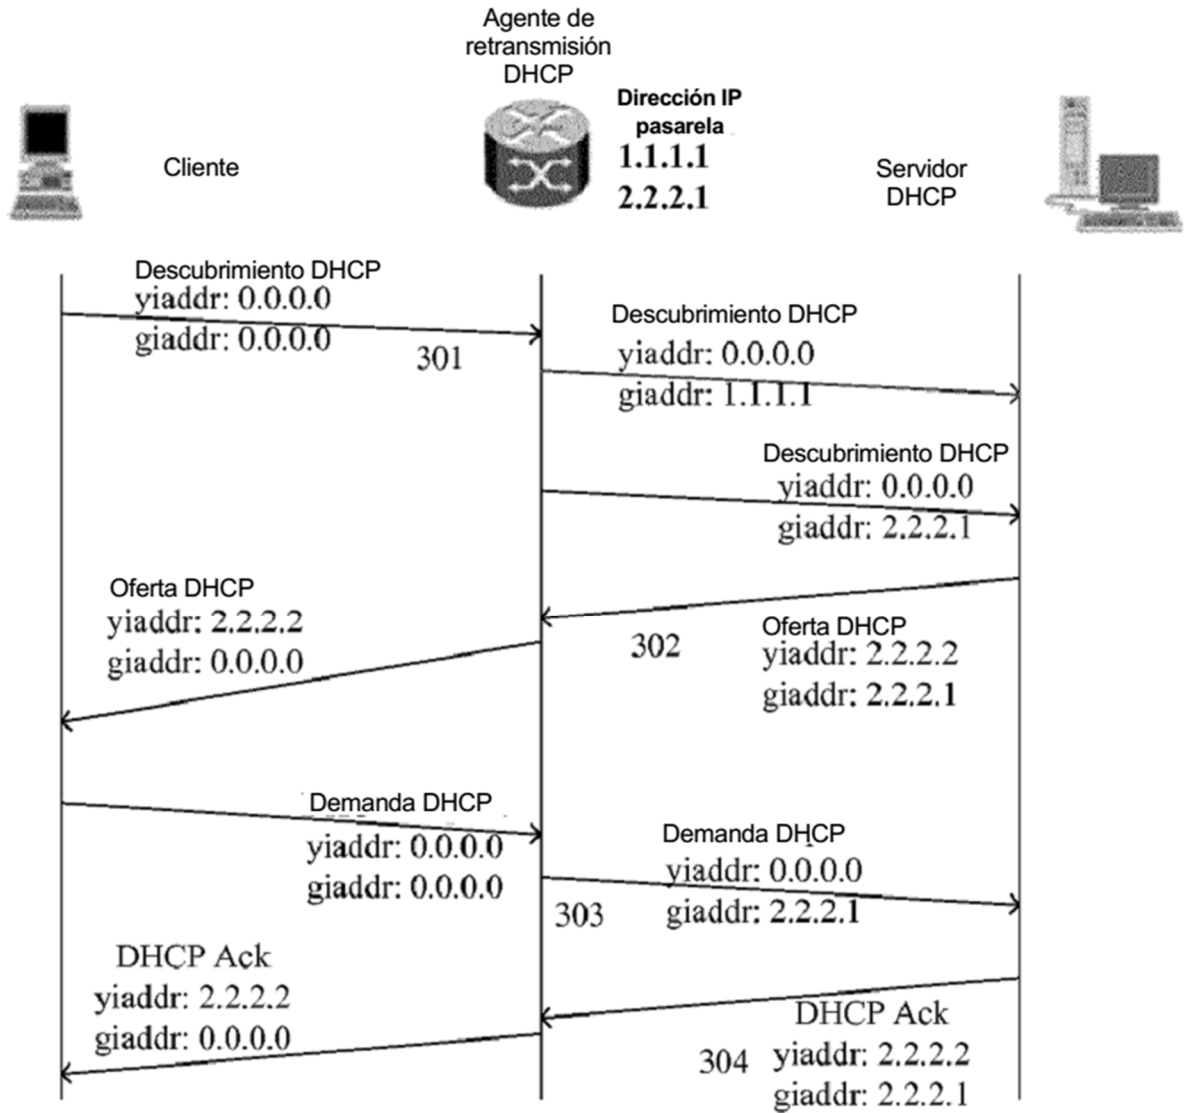 Agente de
retransmisión
DHCP
Dirección IP
pasarela
1.1.1.1
2.2.2.1
Cliente
Servidor
DHCP
Descubrimiento DHCP
yiaddr: 0.0.0.0
giaddr: 0.0.0.0
301
Descubrimiento DHCP
yiaddr: 0.0.0.0
giaddr: 1.1.1.1
Descubrimiento DHCP
yiaddr: 0.0.0.0
giaddr: 2.2.2.1
Oferta DHCP
yiaddr: 2.2.2.2
giaddr: 0.0.0.0
302
Oferta DHCP
yiaddr: 2.2.2.2
giaddr: 2.2.2.1
Demanda DHCP
yiaddr: 0.0.0.0
giaddr: 0.0.0.0
Demanda DHCP
yiaddr: 0.0.0.0
giaddr: 2.2.2.1
303
DHCP Ack
yiaddr: 2.2.2.2
giaddr: 0.0.0.0
DHCP Ack
304
yiaddr: 2.2.2.2
giaddr: 2.2.2.1